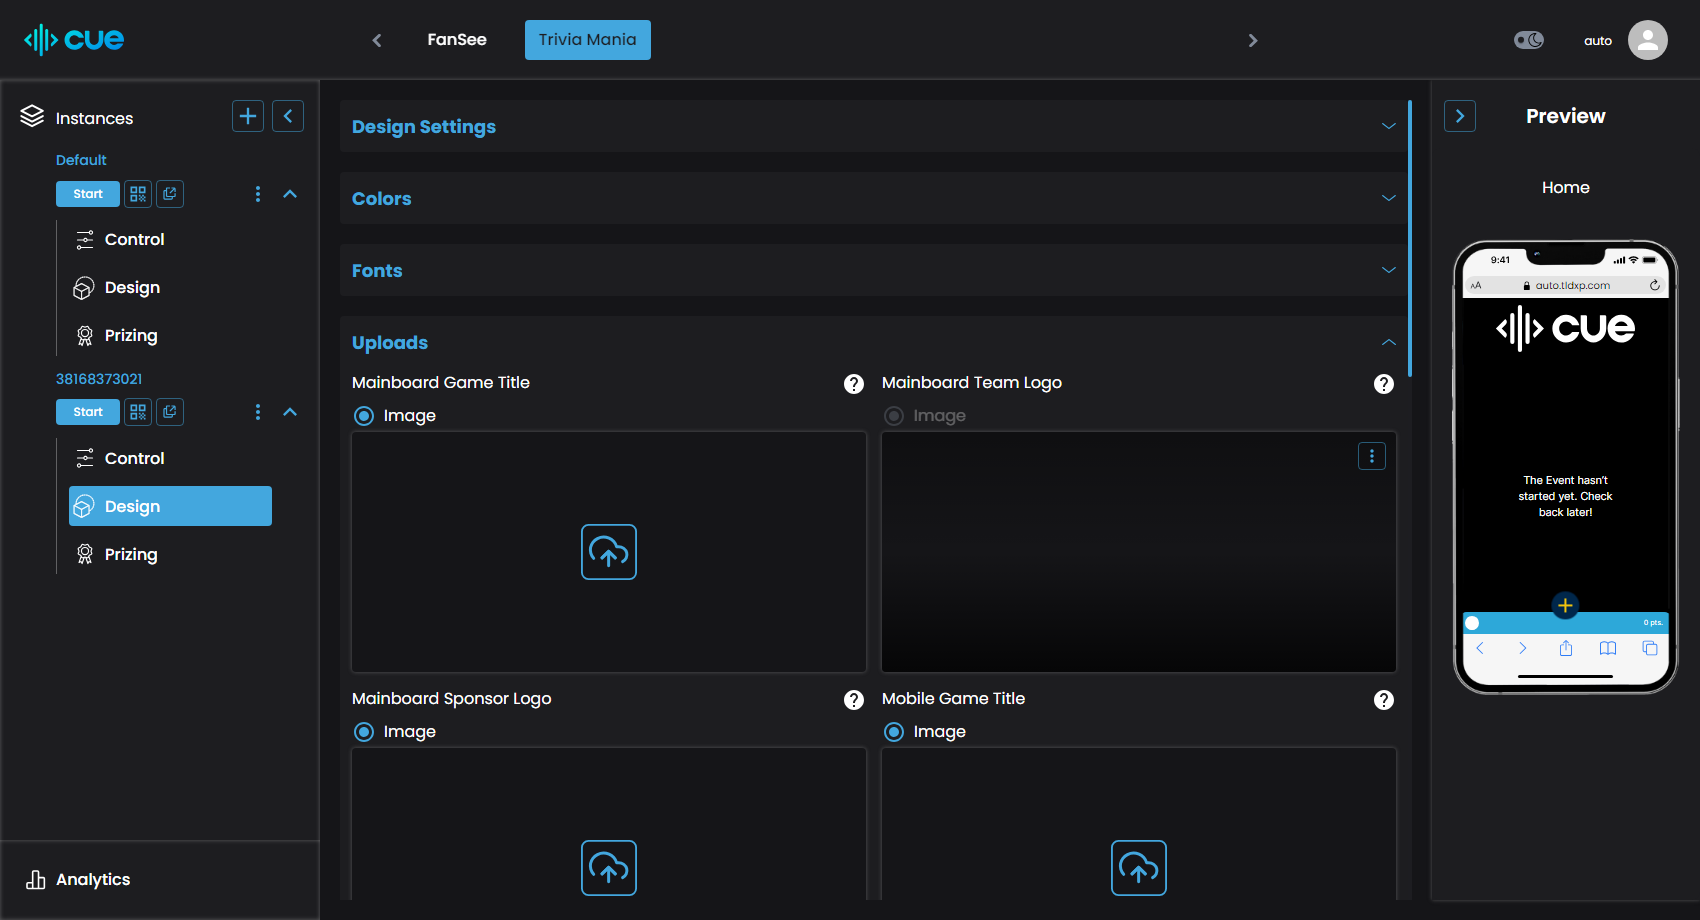 cue
FanSee
Trivia Mania
auto
Instances
Default
Start
Control
Design
Prizing
38168373021
Start
Control
Design
Prizing
Analytics
Design Settings
Colors
Fonts
Uploads
Mainboard Game Title
?
Image
Mainboard Team Logo
?
Image
Mainboard Sponsor Logo
?
Image
Mobile Game Title
?
Image
Preview
Home
9:41
AA
auto.tldxp.com
cue
The Event hasn't
started yet. Check
back later!
0 pts.